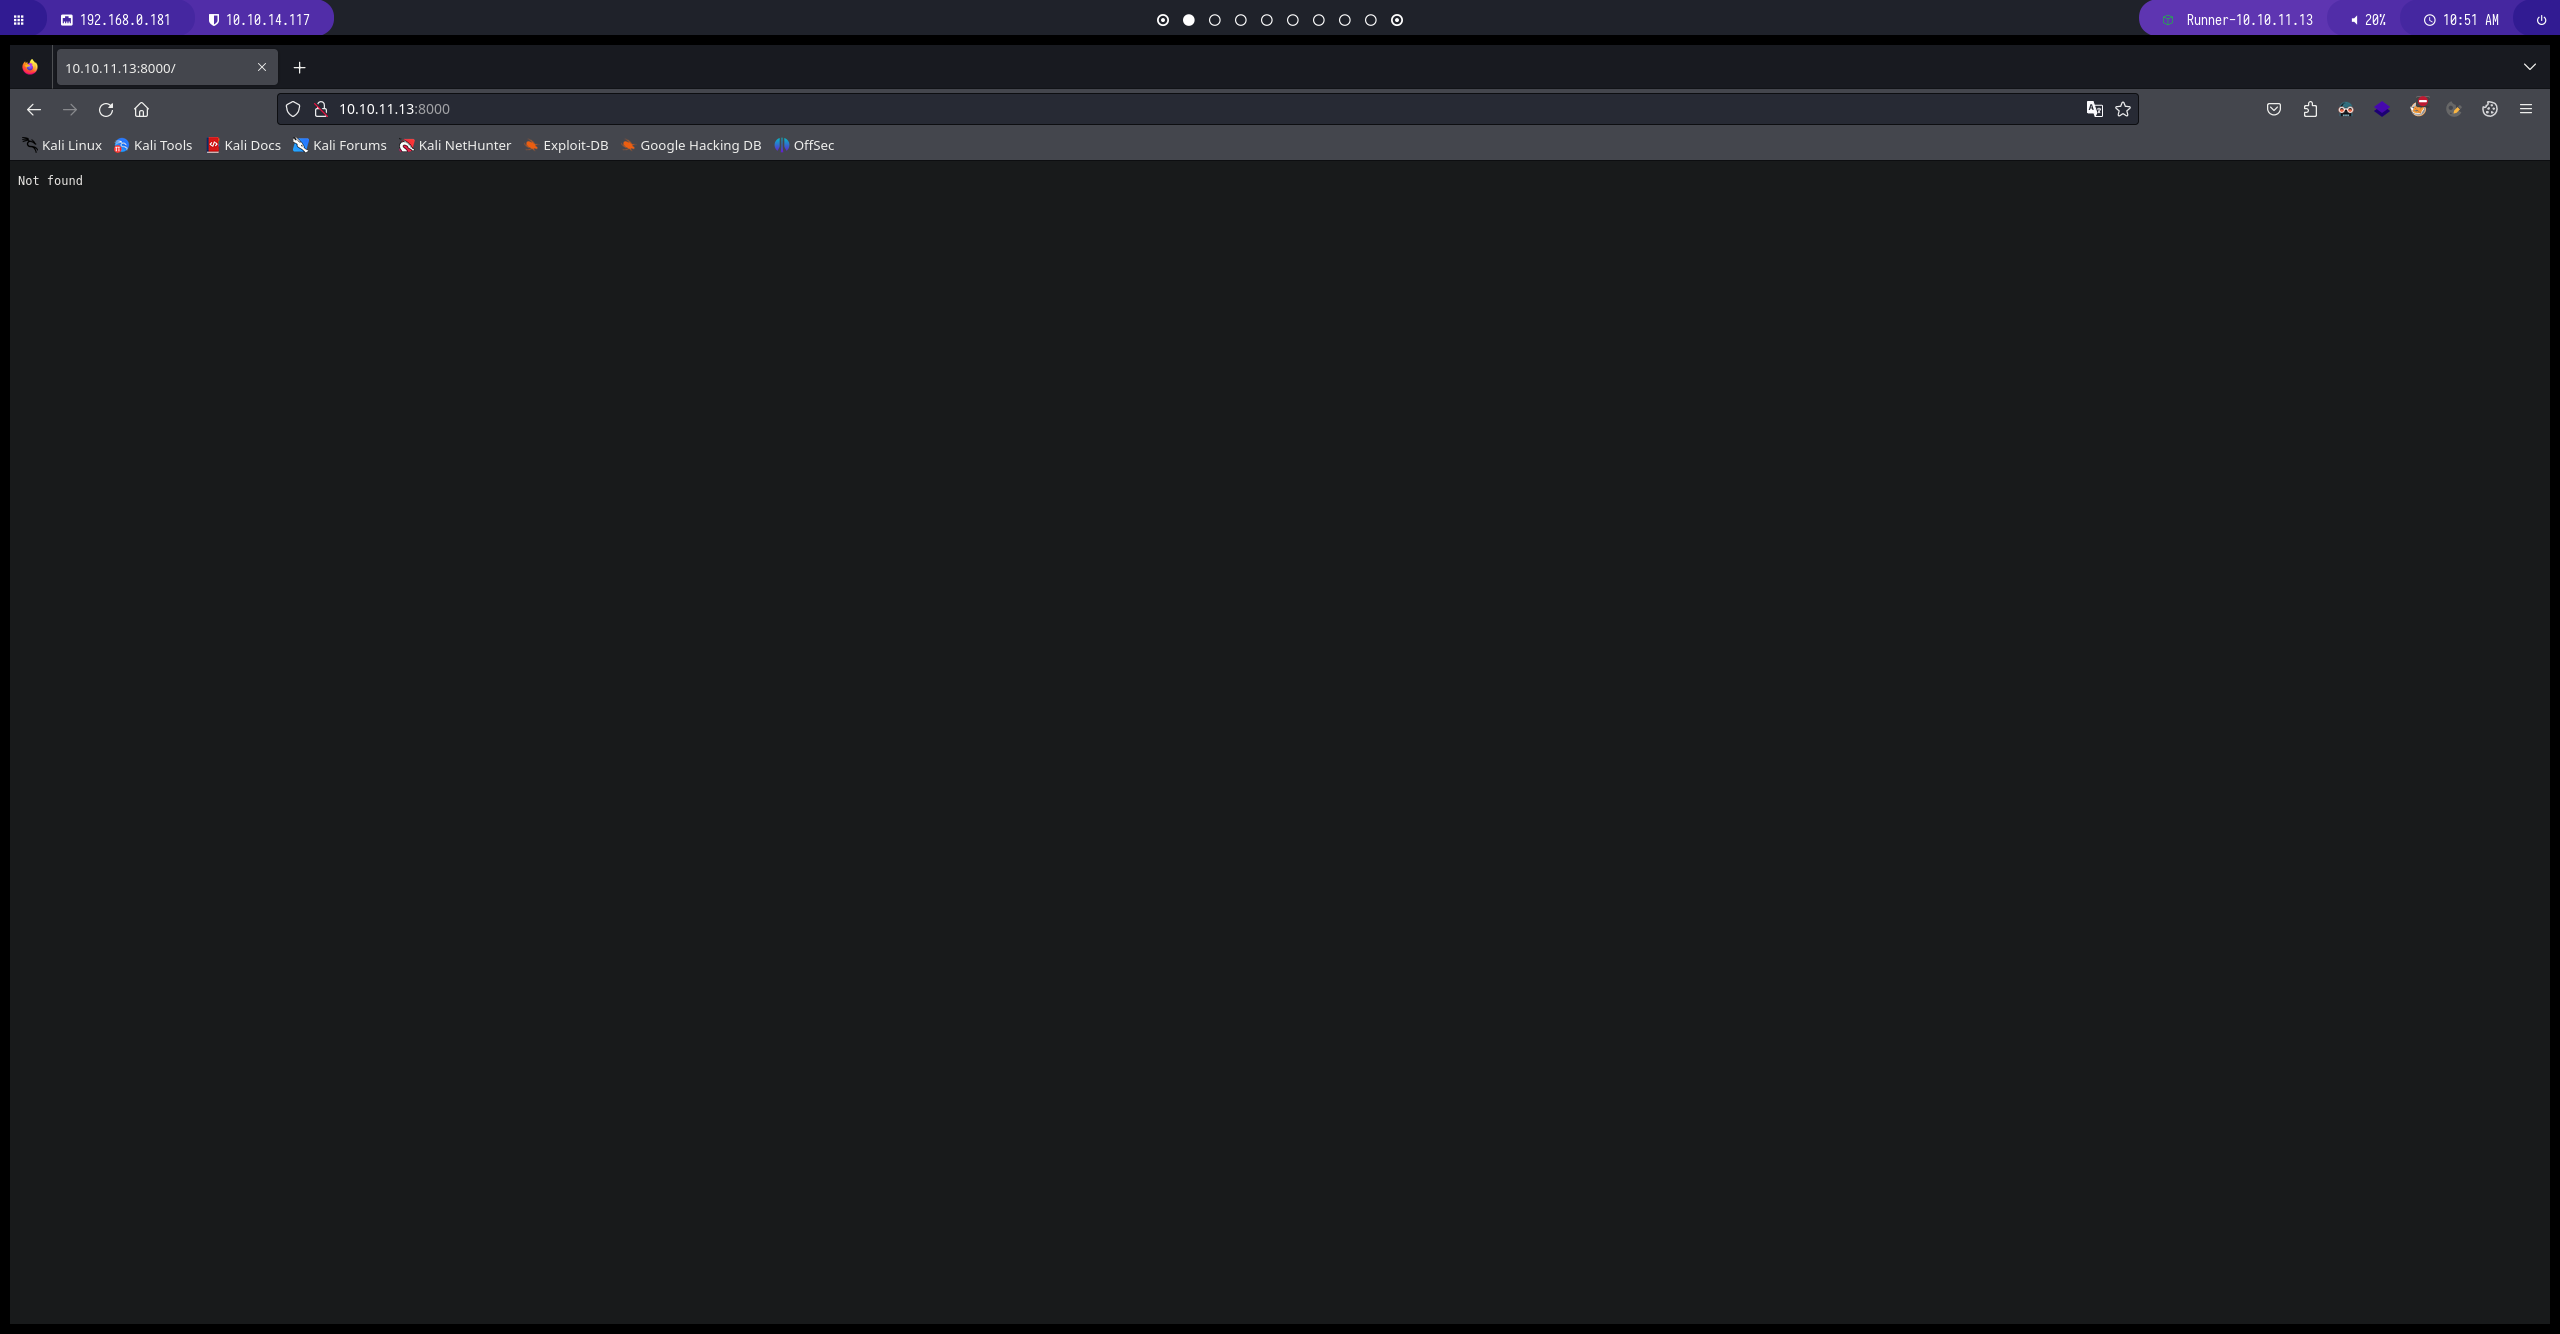 192.168.0.181 10.10.14.117 Runner-10.10.11.13 20% 10:51 AM
10.10.11.13:8000/
10.10.11.13:8000
Kali Linux Kali Tools Kali Docs Kali Forums Kali NetHunter Exploit-DB Google Hacking DB OffSec
Not found